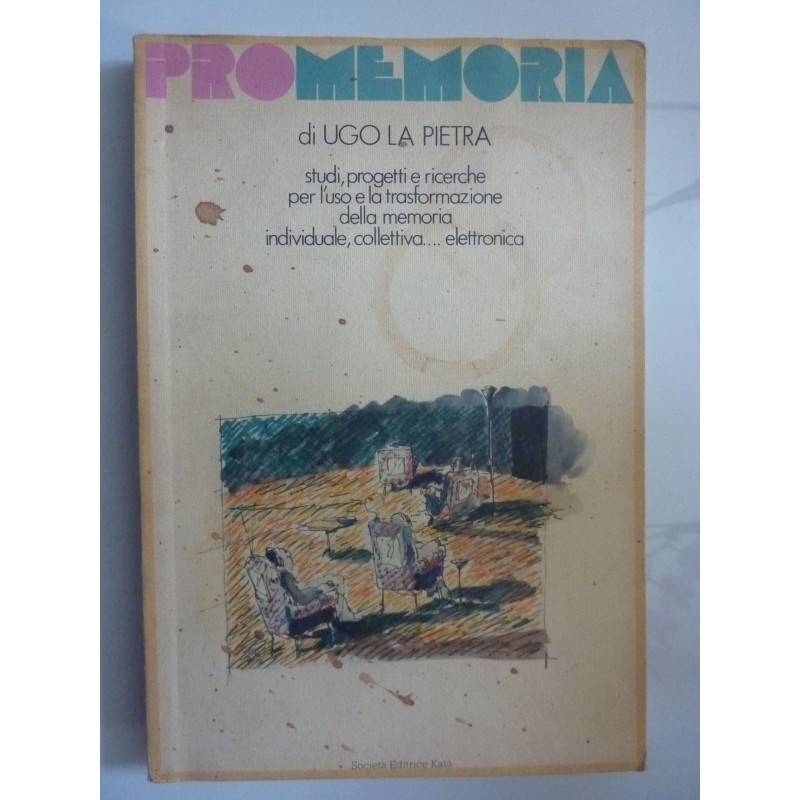 PROMEMORIA
di UGO LA PIETRA
studi, progetti e ricerche
per l'uso e la trasformazione
della memoria
individuale, collettiva.... elettronica
Società Editrice Katà